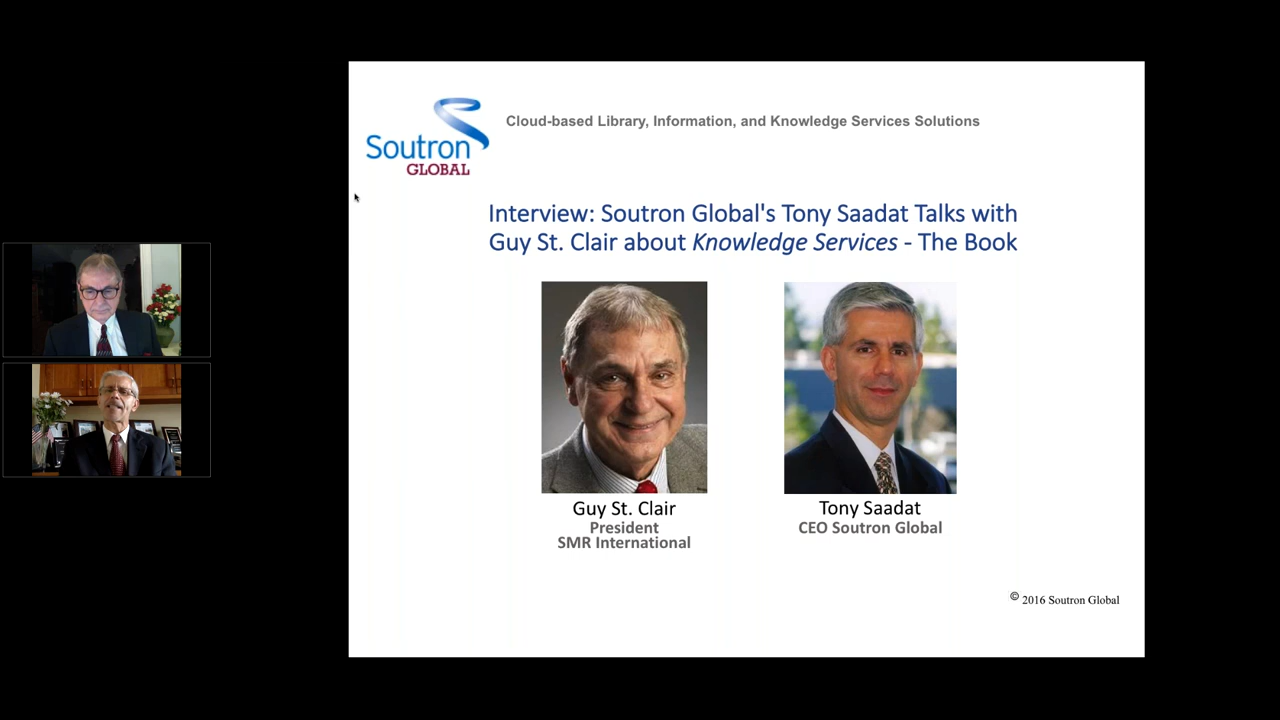 Soutron
GLOBAL
Cloud-based Library, Information, and Knowledge Services Solutions
Interview: Soutron Global's Tony Saadat Talks with
Guy St. Clair about Knowledge Services - The Book
Guy St. Clair
President
SMR International
Tony Saadat
CEO Soutron Global
© 2016 Soutron Global